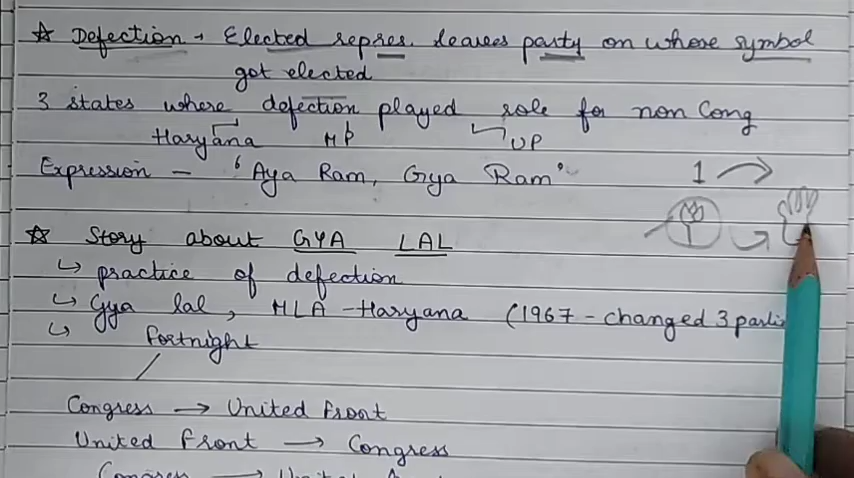 ☆ Defection → Elected repres. leaves party on whose symbol
got elected
3 states where defection played role for non Cong
Haryana MP UP
Expression – 'Aya Ram, Gya Ram'
1
☆ Story about GYA LAL
↳ practice of defection
↳ Gya lal, MLA – Haryana (1967 – changed 3 parti
↳ fortnight
Congress → United Front
United Front → Congress
Congress → United